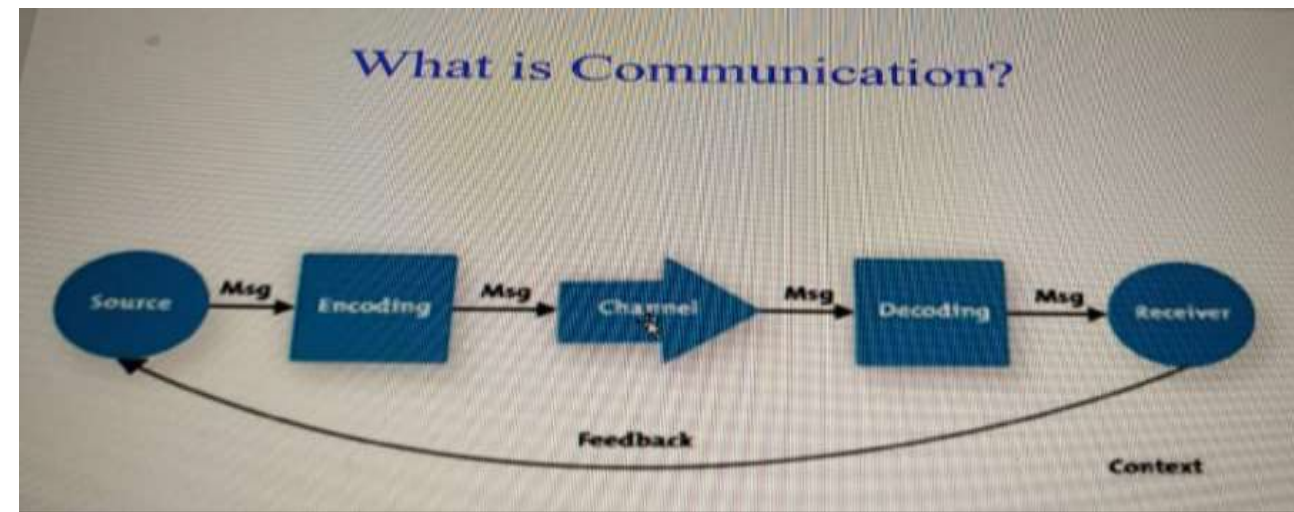 What is Communication?
Source
Msg
Encoding
Msg
Channel
Msg
Decoding
Msg
Receiver
Feedback
Context